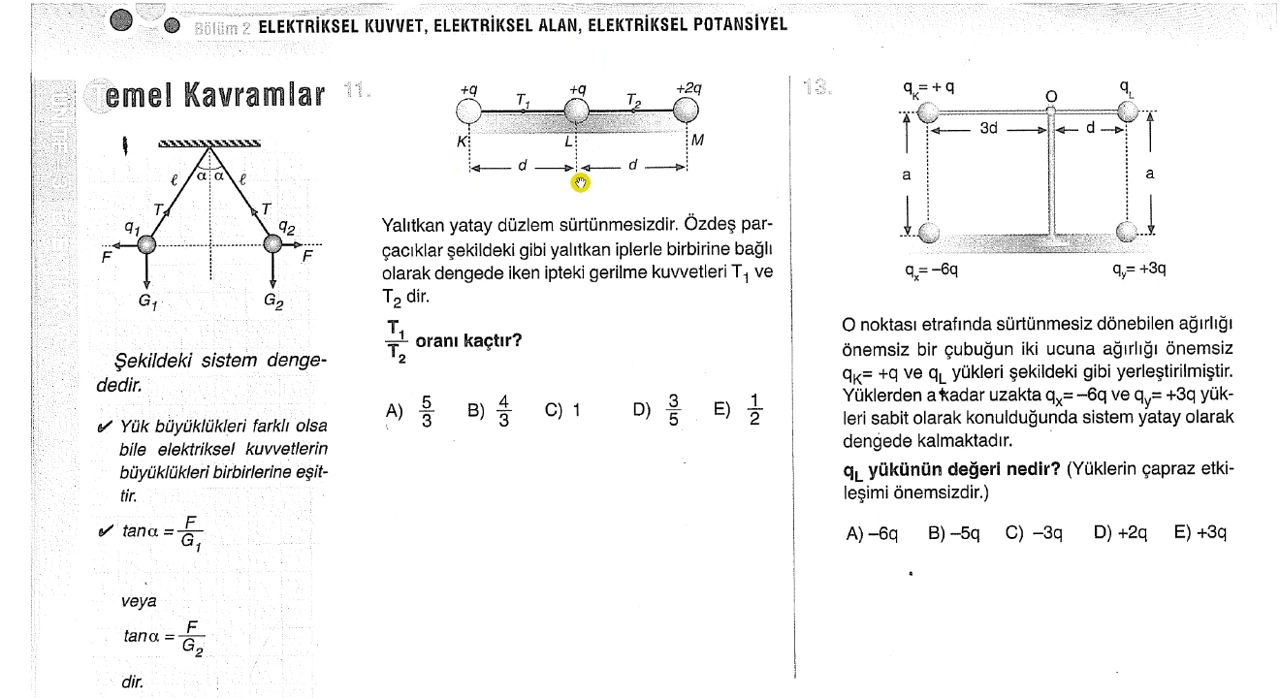 Bölüm 2 ELEKTRİKSEL KUVVET, ELEKTRİKSEL ALAN, ELEKTRİKSEL POTANSİYEL
ÜNİTE – 3
Temel Kavramlar
α α
ℓ ℓ
T T
q₁ q₂
F F
G₁ G₂
Şekildeki sistem denge-
dedir.
✓ Yük büyüklükleri farklı olsa
bile elektriksel kuvvetlerin
büyüklükleri birbirlerine eşit-
tir.
✓ tanα = F/G₁
veya
tanα = F/G₂
dir.
11.
+q +q +2q
T₁ T₂
K L M
d d
Yalıtkan yatay düzlem sürtünmesizdir. Özdeş par-
çacıklar şekildeki gibi yalıtkan iplerle birbirine bağlı
olarak dengede iken ipteki gerilme kuvvetleri T₁ ve
T₂ dir.
T₁/T₂ oranı kaçtır?
A) 5/3 B) 4/3 C) 1 D) 3/5 E) 1/2
13.
qK= +q O qL
3d d
a a
qx= –6q qy= +3q
O noktası etrafında sürtünmesiz dönebilen ağırlığı
önemsiz bir çubuğun iki ucuna ağırlığı önemsiz
qK= +q ve qL yükleri şekildeki gibi yerleştirilmiştir.
Yüklerden a kadar uzakta qx= –6q ve qy= +3q yük-
leri sabit olarak konulduğunda sistem yatay olarak
dengede kalmaktadır.
qL yükünün değeri nedir? (Yüklerin çapraz etki-
leşimi önemsizdir.)
A) –6q B) –5q C) –3q D) +2q E) +3q